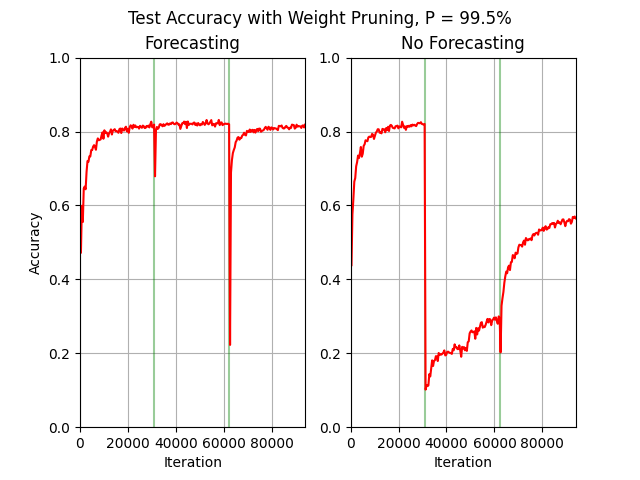 Test Accuracy with Weight Pruning, P = 99.5%
Forecasting
No Forecasting
1.0
0.8
0.6
0.4
0.2
0.0
Accuracy
0 20000 40000 60000 80000
Iteration
1.0
0.8
0.6
0.4
0.2
0.0
0 20000 40000 60000 80000
Iteration